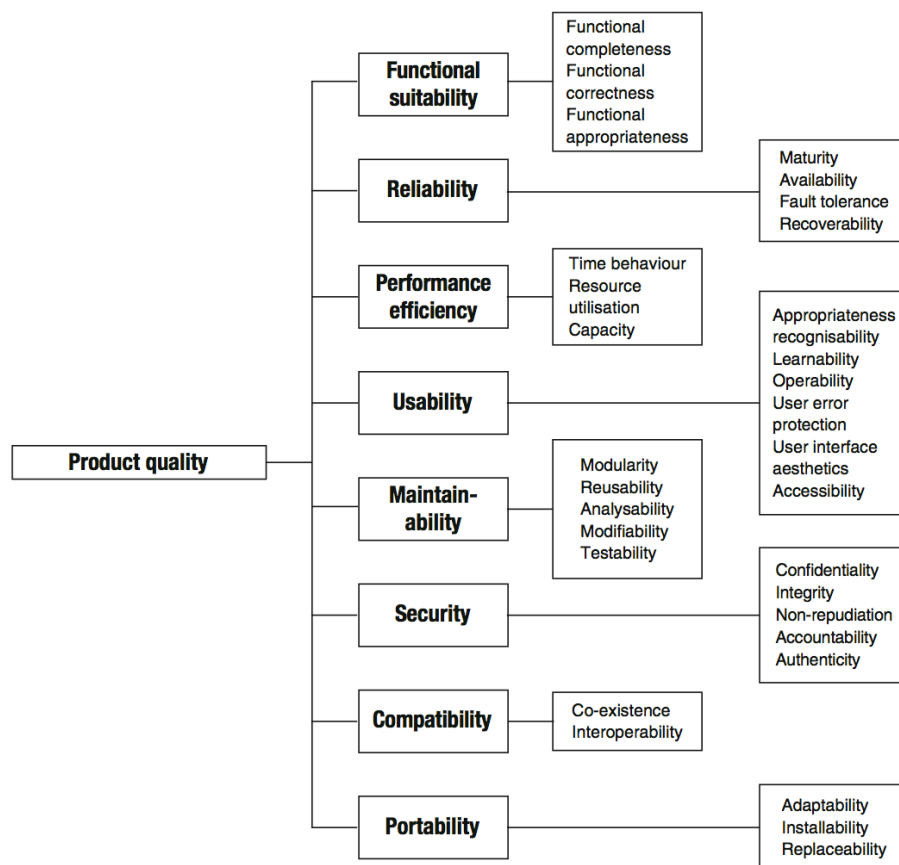 Product quality
Functional
suitability
Functional
completeness
Functional
correctness
Functional
appropriateness
Reliability
Maturity
Availability
Fault tolerance
Recoverability
Performance
efficiency
Time behaviour
Resource
utilisation
Capacity
Usability
Appropriateness
recognisability
Learnability
Operability
User error
protection
User interface
aesthetics
Accessibility
Maintain-
ability
Modularity
Reusability
Analysability
Modifiability
Testability
Security
Confidentiality
Integrity
Non-repudiation
Accountability
Authenticity
Compatibility
Co-existence
Interoperability
Portability
Adaptability
Installability
Replaceability